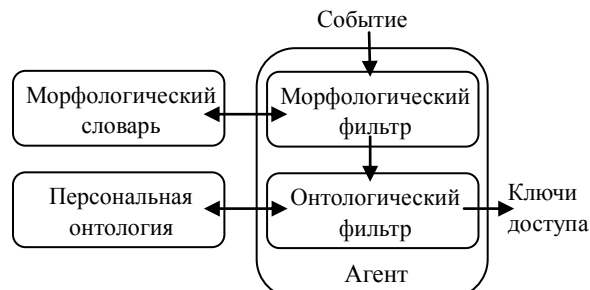 Событие
Морфологический
словарь
Морфологический
фильтр
Персональная
онтология
Онтологический
фильтр
Ключи
доступа
Агент